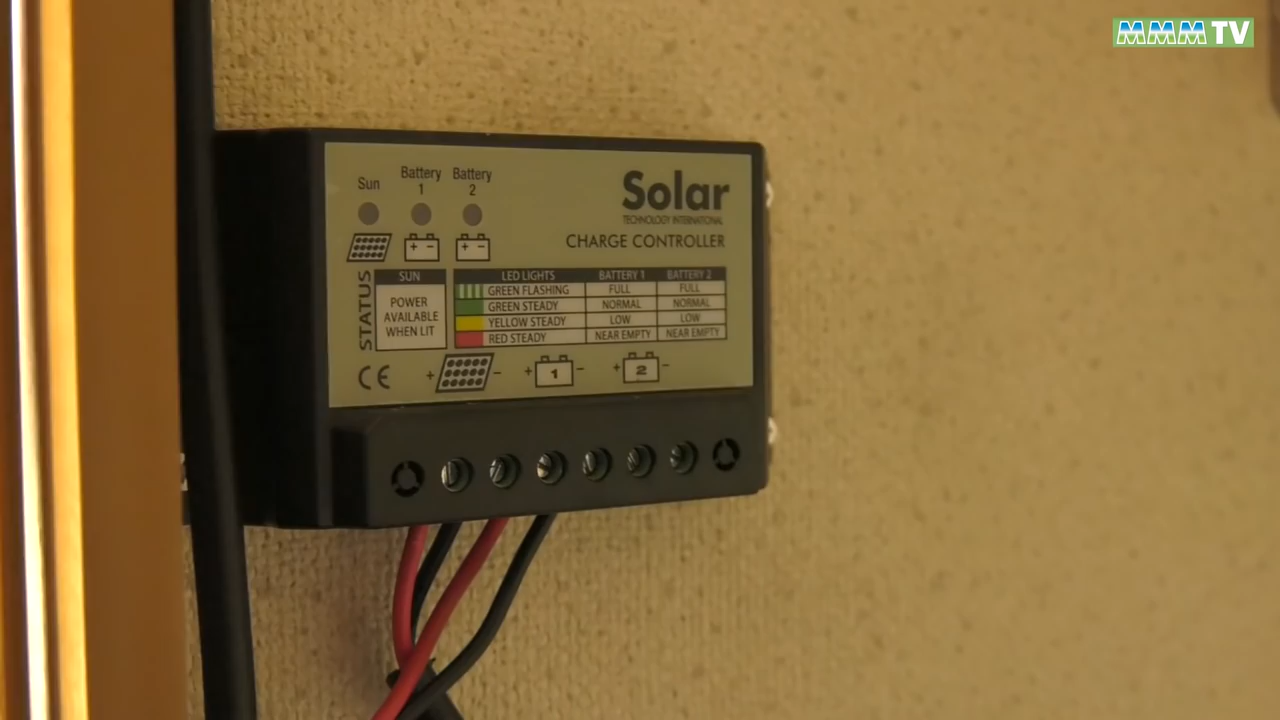 MMM TV
Sun
Battery
1
Battery
2
Solar
TECHNOLOGY INTERNATIONAL
CHARGE CONTROLLER
+ -
+ -
STATUS
SUN
POWER
AVAILABLE
WHEN LIT
LED LIGHTS BATTERY 1 BATTERY 2
GREEN FLASHING FULL FULL
GREEN STEADY NORMAL NORMAL
YELLOW STEADY LOW LOW
RED STEADY NEAR EMPTY NEAR EMPTY
CE + - + 1 - + 2 -